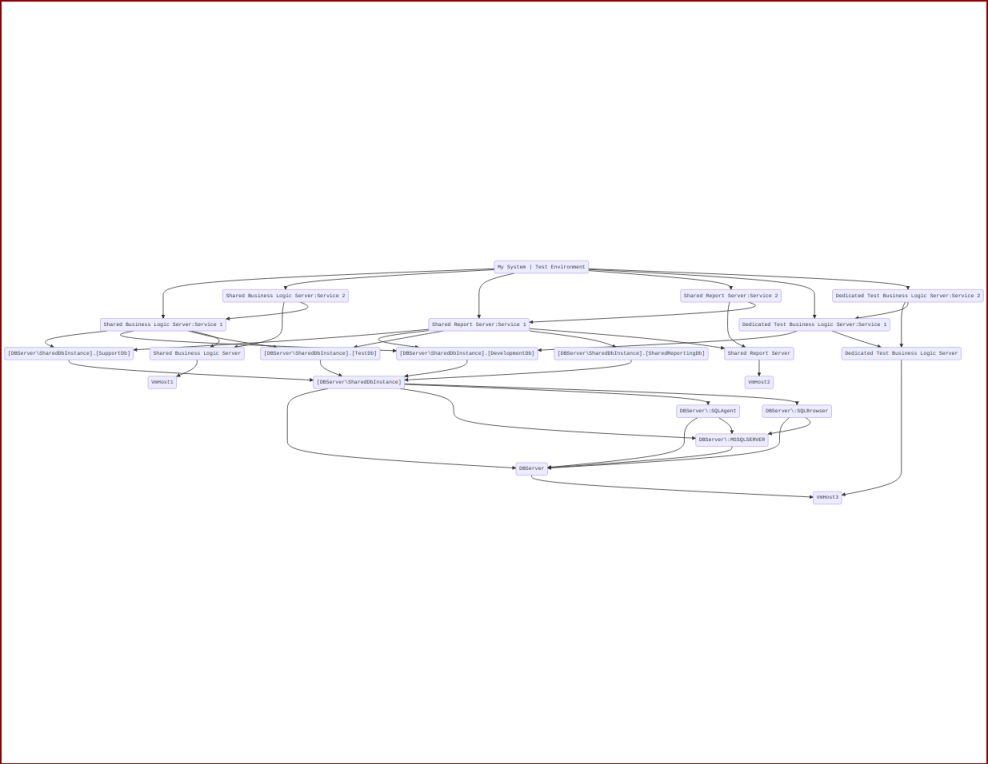 My System | Test Environment
Shared Business Logic Server:Service 2
Shared Report Server:Service 2
Dedicated Test Business Logic Server:Service 2
Shared Business Logic Server:Service 1
Shared Report Server:Service 1
Dedicated Test Business Logic Server:Service 1
[DBServer\SharedDbInstance].[SupportDb]
Shared Business Logic Server
[DBServer\SharedDbInstance].[TestDb]
[DBServer\SharedDbInstance].[DevelopmentDb]
[DBServer\SharedDbInstance].[SharedReportingDb]
Shared Report Server
Dedicated Test Business Logic Server
VmHost1
[DBServer\SharedDbInstance]
VmHost2
DBServer\:SQLAgent
DBServer\:SQLBrowser
DBServer\:MSSQLSERVER
DBServer
VmHost3